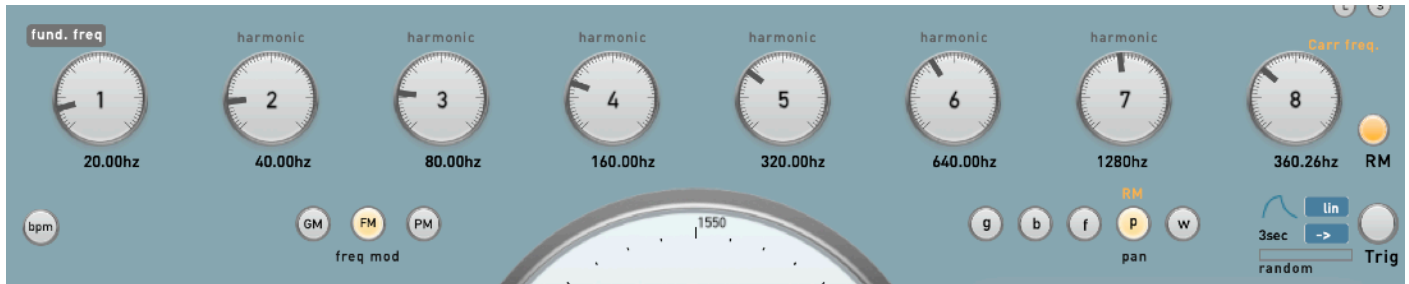 L S
fund. freq harmonic harmonic harmonic harmonic harmonic harmonic Carr freq.
1 2 3 4 5 6 7 8
20.00hz 40.00hz 80.00hz 160.00hz 320.00hz 640.00hz 1280hz 360.26hz RM
RM
bpm GM FM PM 1550 g b f p w lin
3sec ->
freq mod pan Trig
random